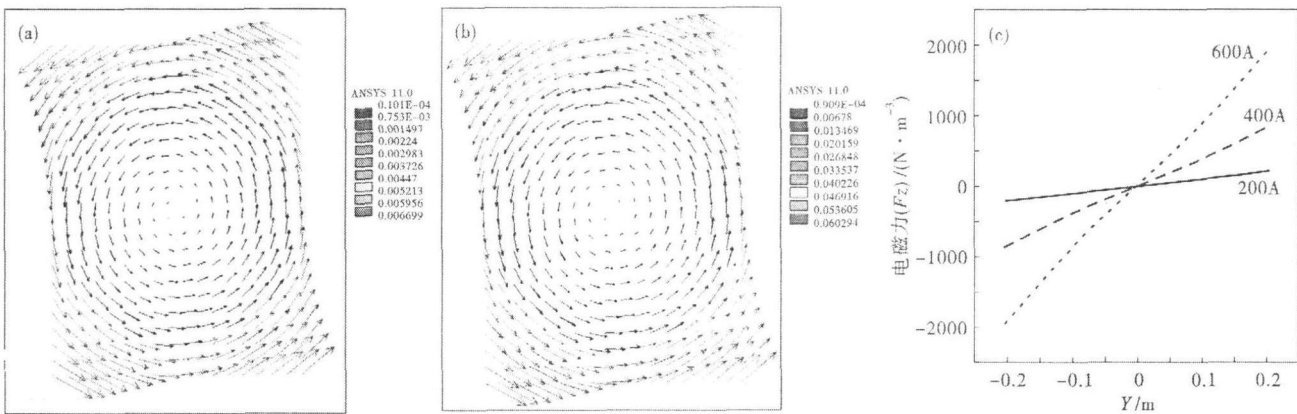 (a)
ANSYS 11.0
0.101E-04
0.753E-03
0.001497
0.00224
0.002983
0.003726
0.00447
0.005213
0.005956
0.006699
(b)
ANSYS 11.0
0.909E-04
0.00678
0.013469
0.020159
0.026848
0.033537
0.040226
0.046916
0.053605
0.060294
(c)
600A
400A
200A
电磁力(Fz)/(N·m⁻³)
2000
1000
0
-1000
-2000
-0.2
-0.1
0
0.1
0.2
Y/m